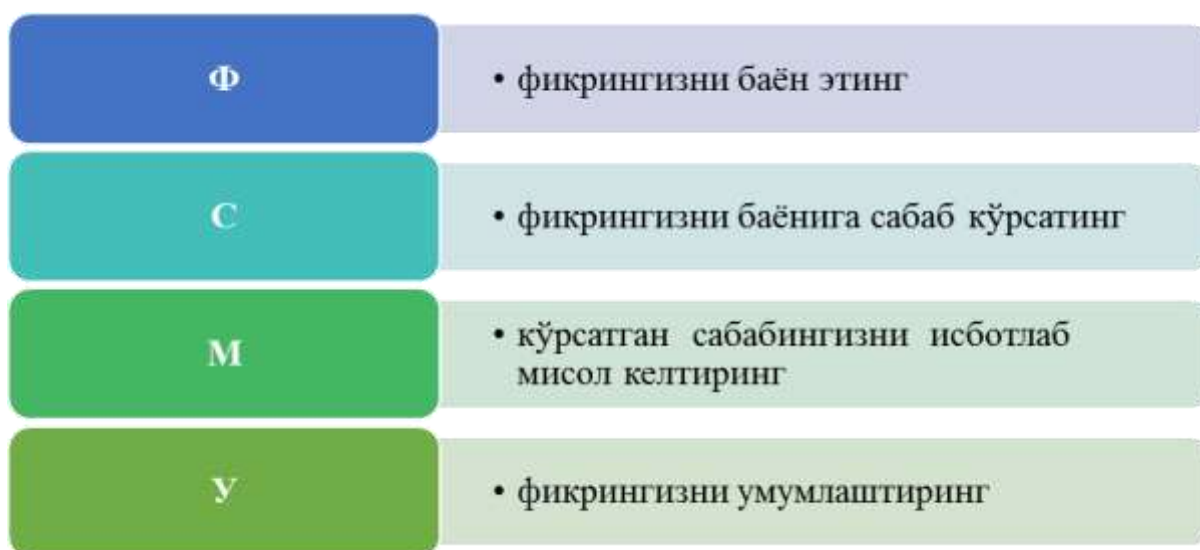 Ф
• фикрингизни баён этинг
С
• фикрингизни баёнига сабаб кўрсатинг
М
• кўрсатган сабабингизни исботлаб
мисол келтиринг
У
• фикрингизни умумлаштиринг